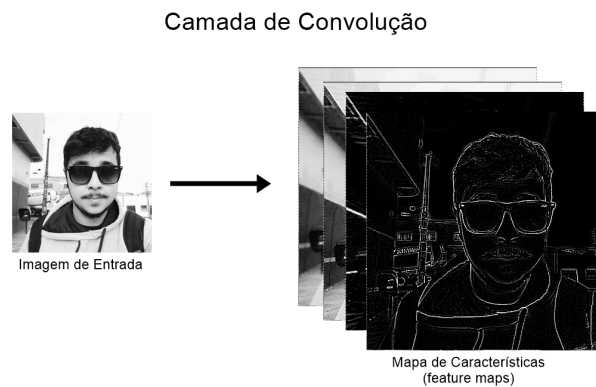 Camada de Convolução
Imagem de Entrada
Mapa de Características
(feature maps)